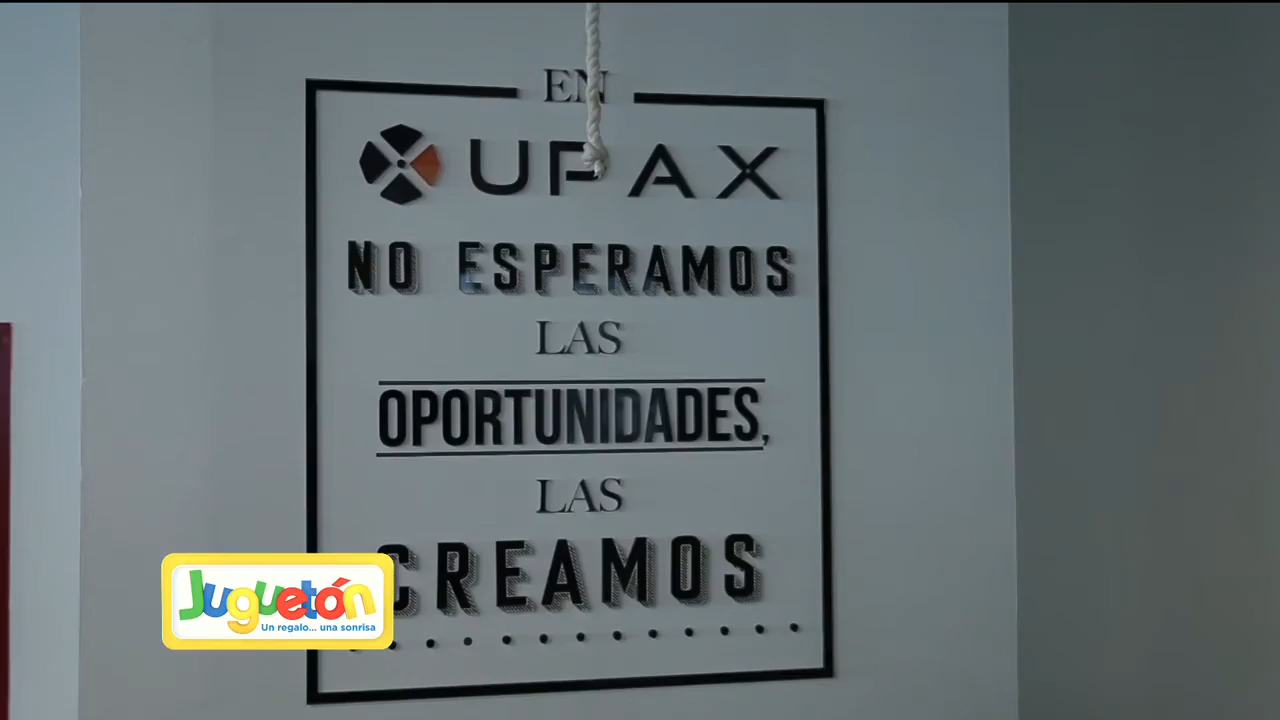 EN
UPAX
NO ESPERAMOS
LAS
OPORTUNIDADES,
LAS
CREAMOS
Juguetón
Un regalo... una sonrisa